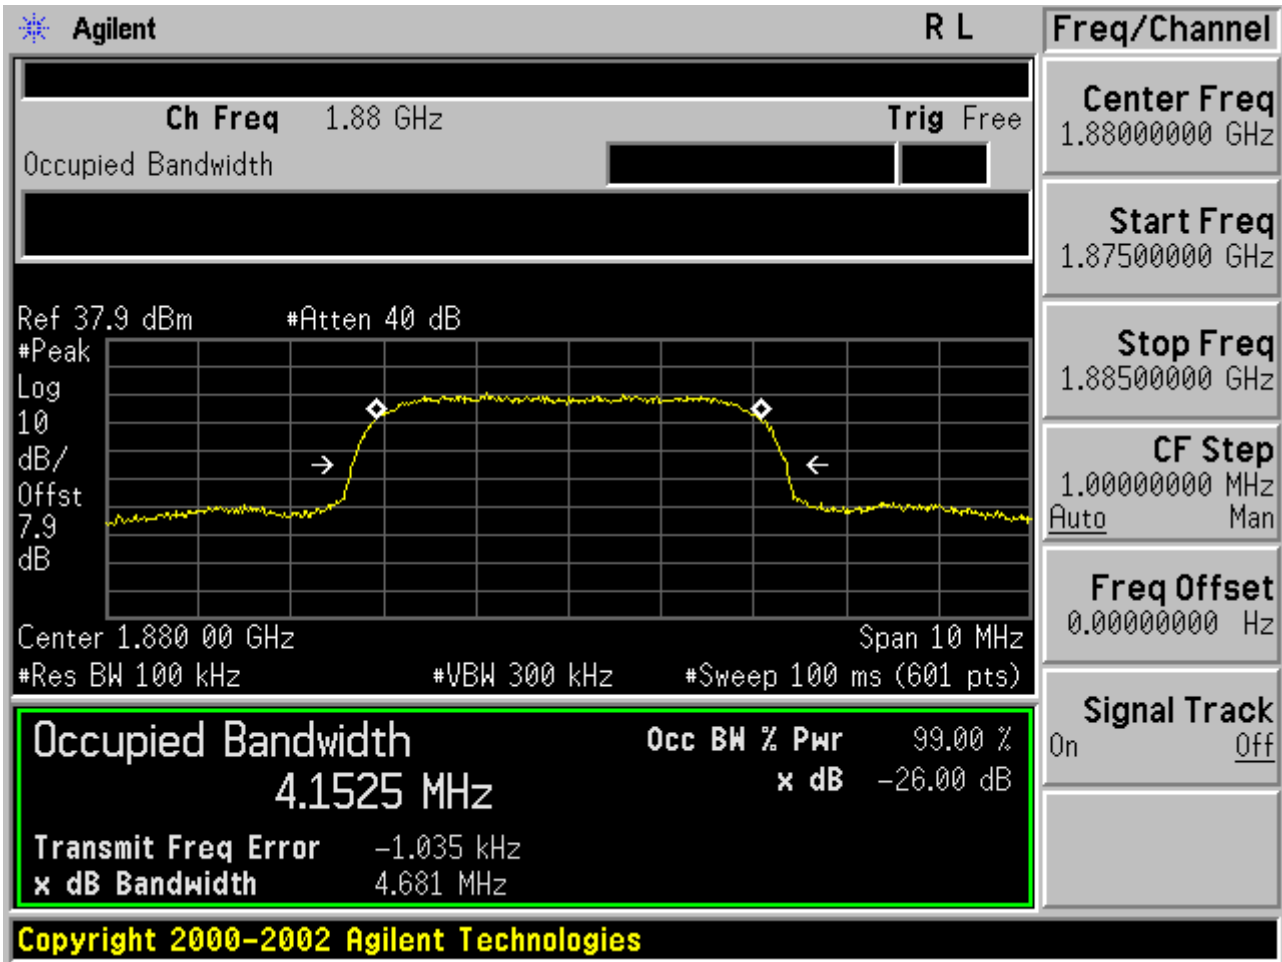 Agilent R L
Ch Freq 1.88 GHz Trig Free
Occupied Bandwidth
Ref 37.9 dBm #Atten 40 dB
#Peak
Log
10
dB/
Offst
7.9
dB
Center 1.880 00 GHz Span 10 MHz
#Res BW 100 kHz #VBW 300 kHz #Sweep 100 ms (601 pts)
Occupied Bandwidth Occ BW % Pwr 99.00 %
4.1525 MHz x dB -26.00 dB
Transmit Freq Error -1.035 kHz
x dB Bandwidth 4.681 MHz
Copyright 2000-2002 Agilent Technologies
Freq/Channel
Center Freq
1.88000000 GHz
Start Freq
1.87500000 GHz
Stop Freq
1.88500000 GHz
CF Step
1.00000000 MHz
Auto Man
Freq Offset
0.00000000 Hz
Signal Track
On Off